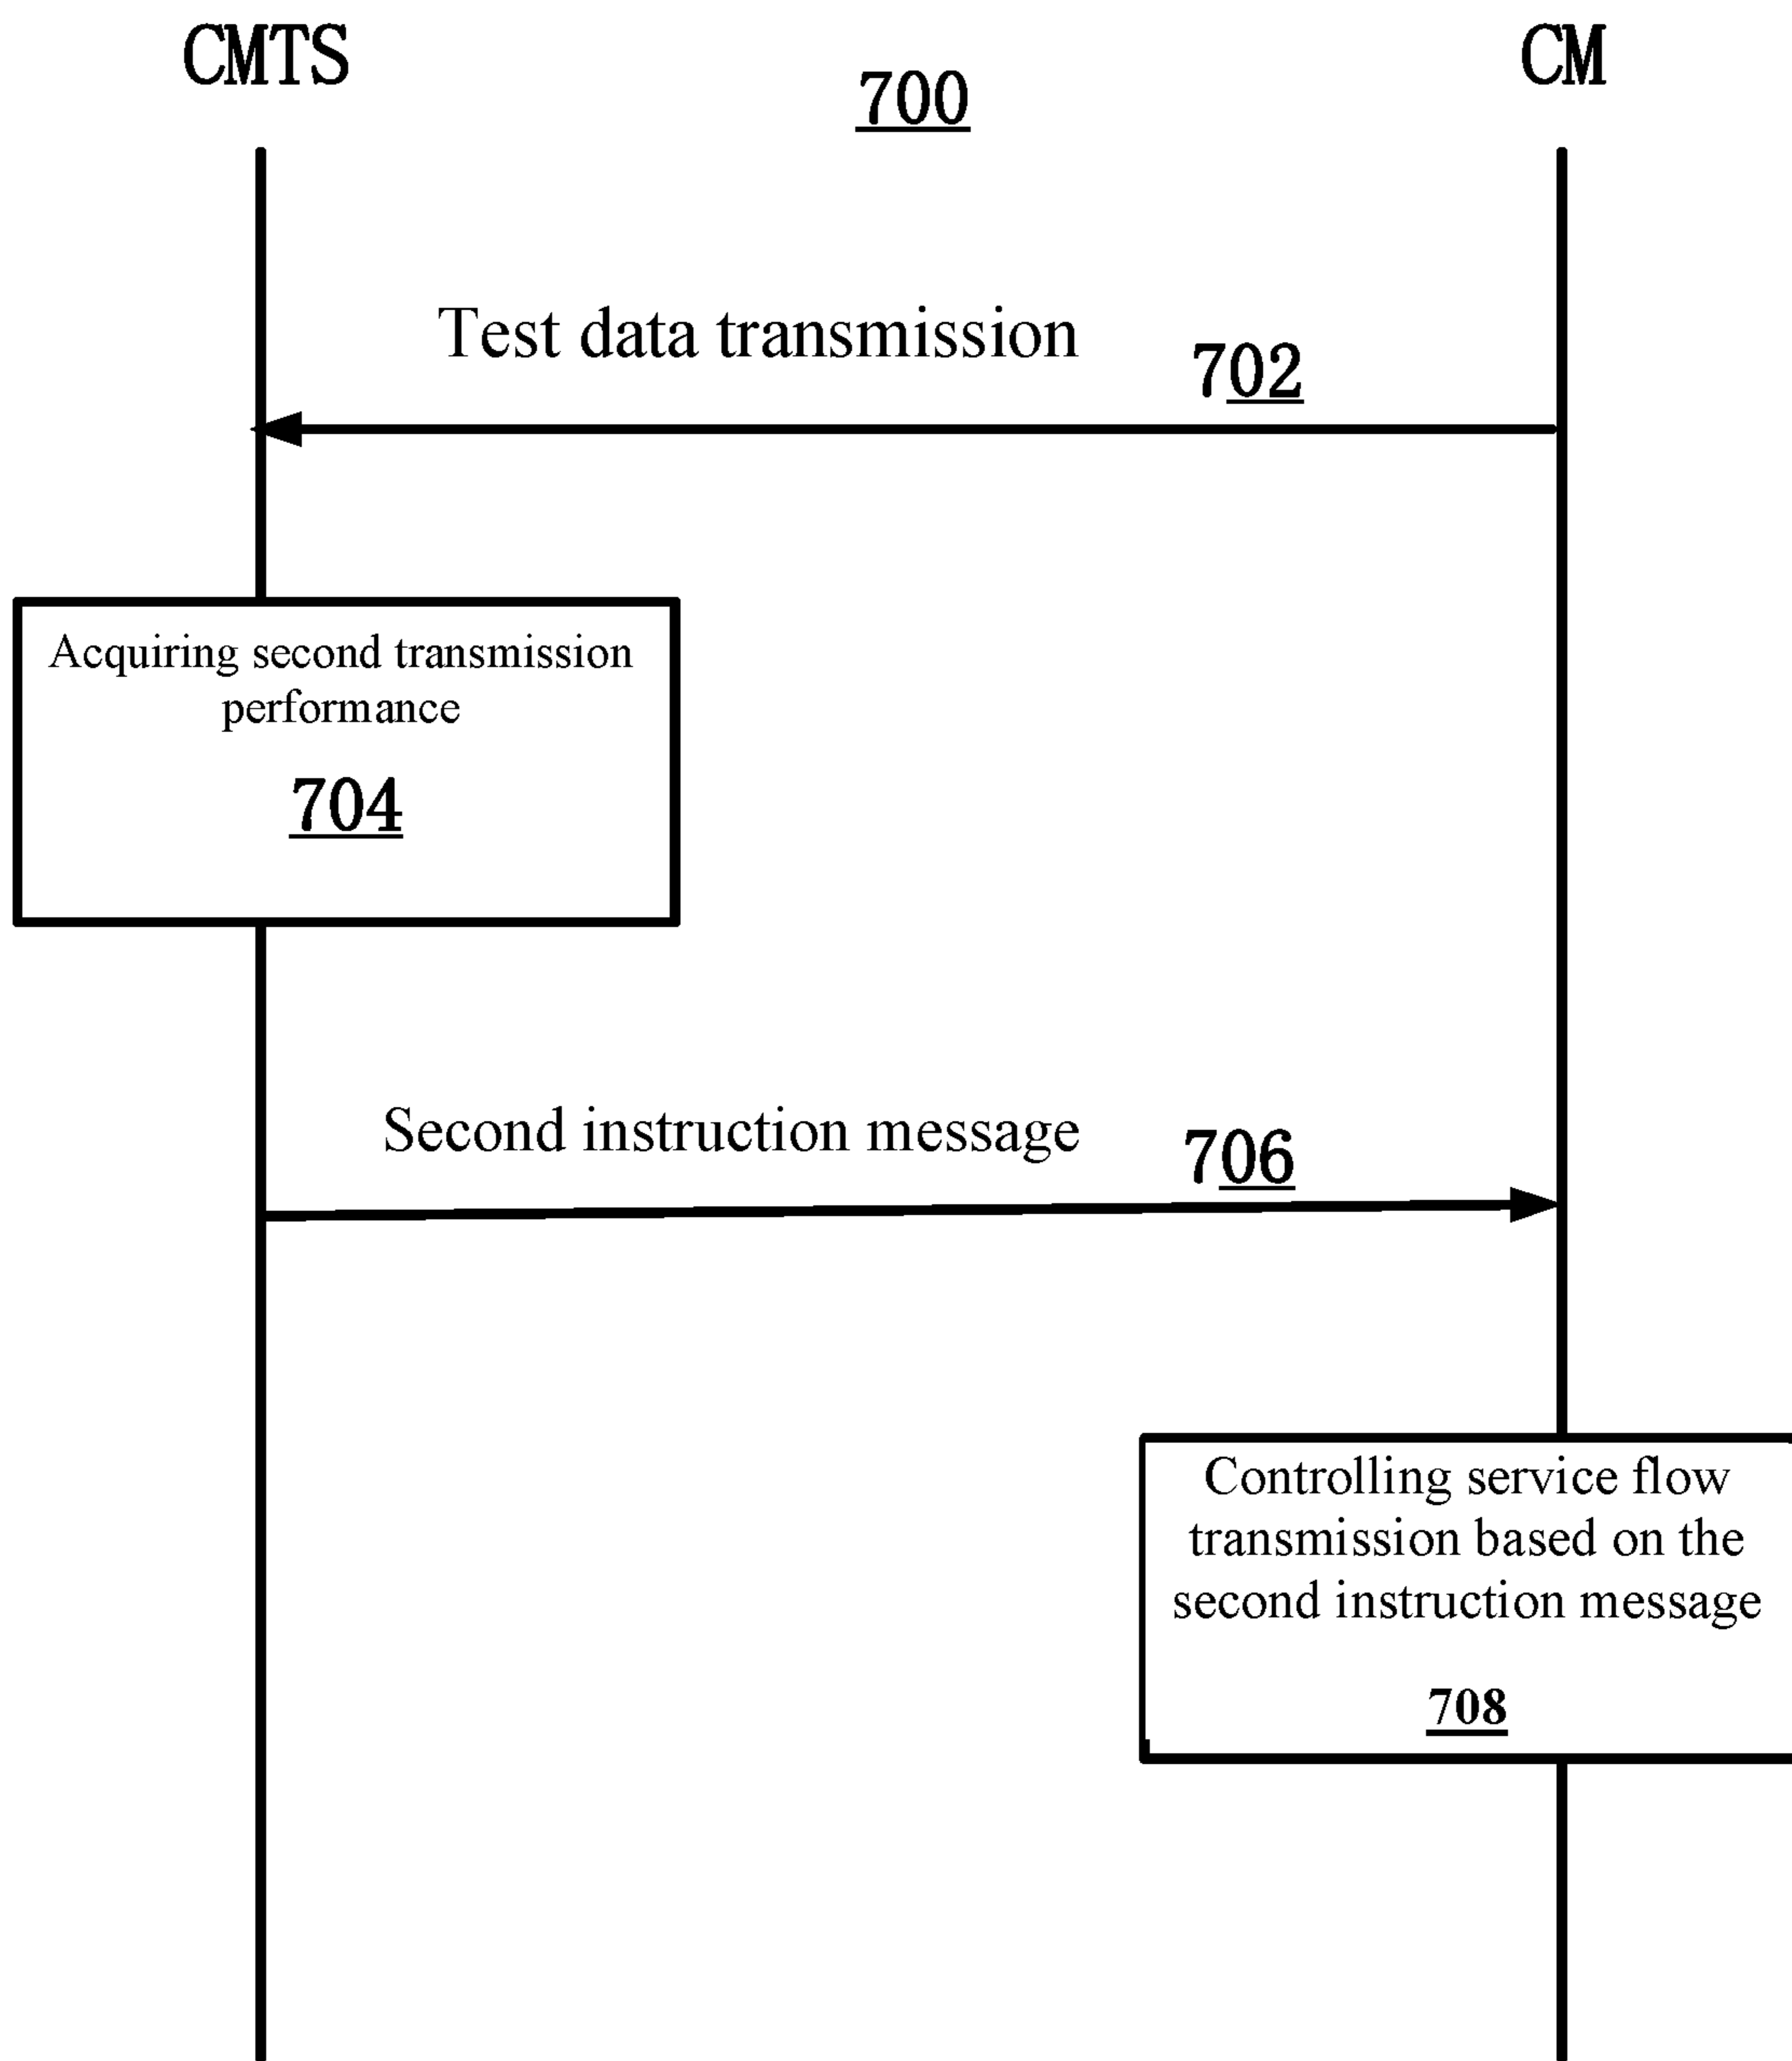 CMTS
700
CM
Test data transmission
702
Acquiring second transmission
performance
704
Second instruction message
706
Controlling service flow
transmission based on the
second instruction message
708